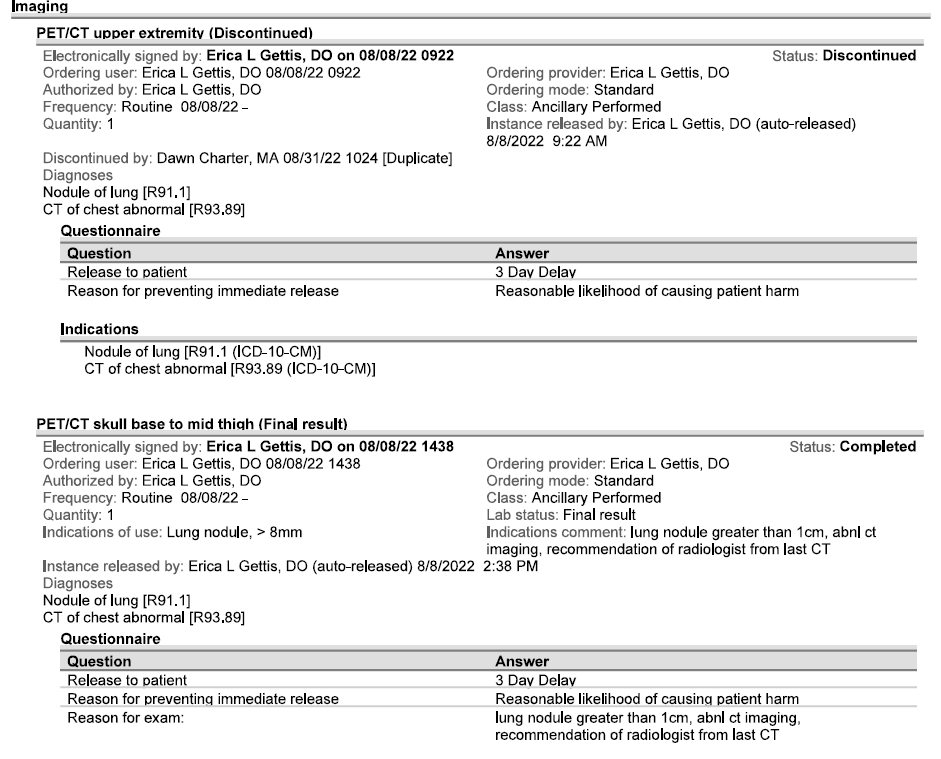 Imaging
PET/CT upper extremity (Discontinued)
Electronically signed by: Erica L Gettis, DO on 08/08/22 0922 Status: Discontinued
Ordering user: Erica L Gettis, DO 08/08/22 0922 Ordering provider: Erica L Gettis, DO
Authorized by: Erica L Gettis, DO Ordering mode: Standard
Frequency: Routine 08/08/22 – Class: Ancillary Performed
Quantity: 1 Instance released by: Erica L Gettis, DO (auto-released)
8/8/2022 9:22 AM
Discontinued by: Dawn Charter, MA 08/31/22 1024 [Duplicate]
Diagnoses
Nodule of lung [R91.1]
CT of chest abnormal [R93.89]
Questionnaire
Question Answer
Release to patient 3 Day Delay
Reason for preventing immediate release Reasonable likelihood of causing patient harm
Indications
Nodule of lung [R91.1 (ICD-10-CM)]
CT of chest abnormal [R93.89 (ICD-10-CM)]
PET/CT skull base to mid thigh (Final result)
Electronically signed by: Erica L Gettis, DO on 08/08/22 1438 Status: Completed
Ordering user: Erica L Gettis, DO 08/08/22 1438 Ordering provider: Erica L Gettis, DO
Authorized by: Erica L Gettis, DO Ordering mode: Standard
Frequency: Routine 08/08/22 – Class: Ancillary Performed
Quantity: 1 Lab status: Final result
Indications of use: Lung nodule, > 8mm Indications comment: lung nodule greater than 1cm, abnl ct
imaging, recommendation of radiologist from last CT
Instance released by: Erica L Gettis, DO (auto-released) 8/8/2022 2:38 PM
Diagnoses
Nodule of lung [R91.1]
CT of chest abnormal [R93.89]
Questionnaire
Question Answer
Release to patient 3 Day Delay
Reason for preventing immediate release Reasonable likelihood of causing patient harm
Reason for exam: lung nodule greater than 1cm, abnl ct imaging,
recommendation of radiologist from last CT